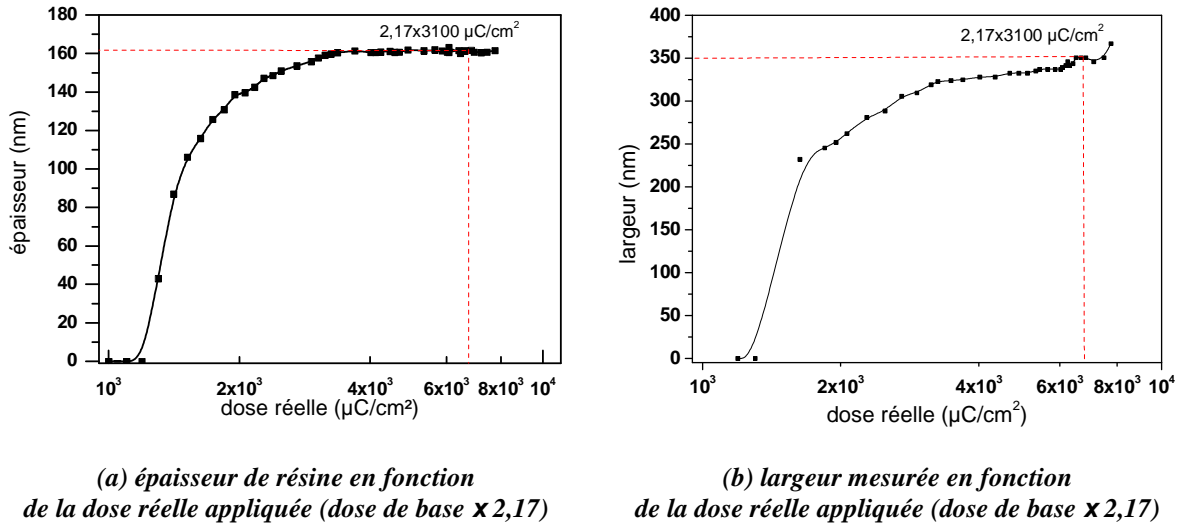 2,17x3100 µC/cm²
180
160
140
120
100
80
60
40
20
0
épaisseur (nm)
10³ 2x10³ 4x10³ 6x10³ 8x10³ 10⁴
dose réelle (µC/cm²)
2,17x3100 µC/cm²
400
350
300
250
200
150
100
50
0
largeur (nm)
10³ 2x10³ 4x10³ 6x10³ 8x10³ 10⁴
dose réelle (µC/cm²)
(a) épaisseur de résine en fonction
de la dose réelle appliquée (dose de base x 2,17)
(b) largeur mesurée en fonction
de la dose réelle appliquée (dose de base x 2,17)